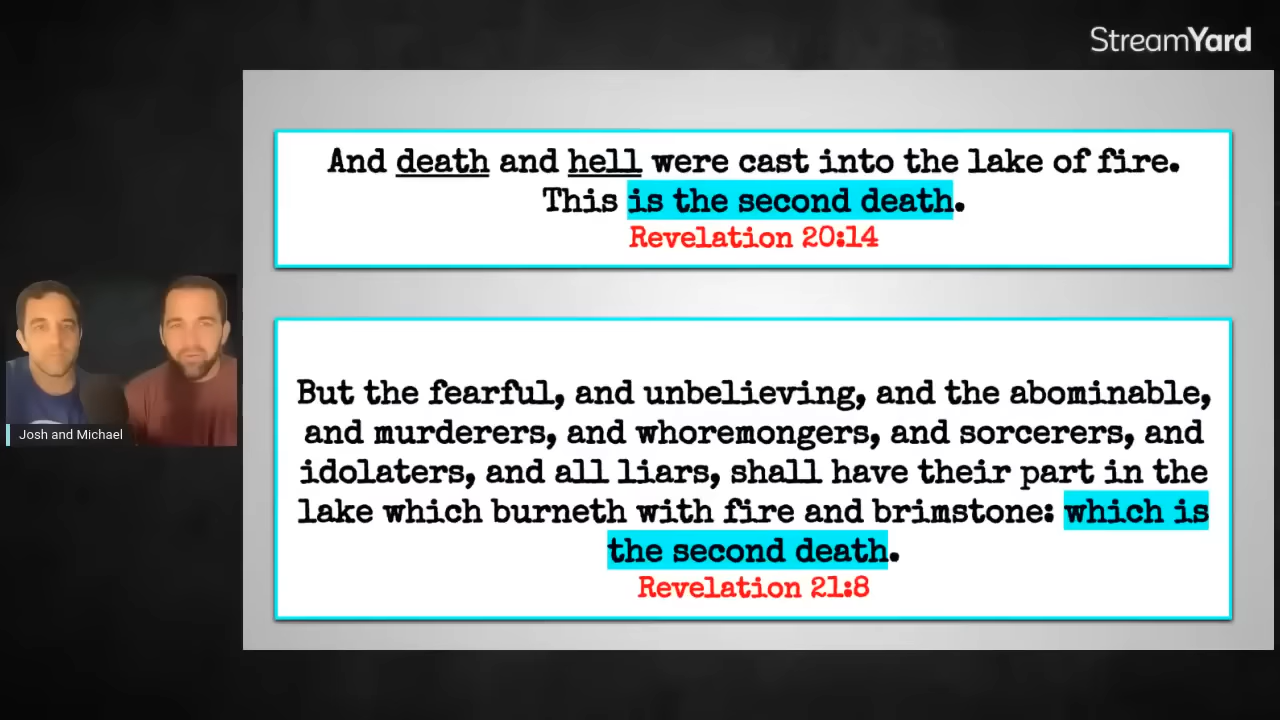 StreamYard
And death and hell were cast into the lake of fire.
This is the second death.
Revelation 20:14
But the fearful, and unbelieving, and the abominable,
and murderers, and whoremongers, and sorcerers, and
idolaters, and all liars, shall have their part in the
lake which burneth with fire and brimstone: which is
the second death.
Revelation 21:8
Josh and Michael